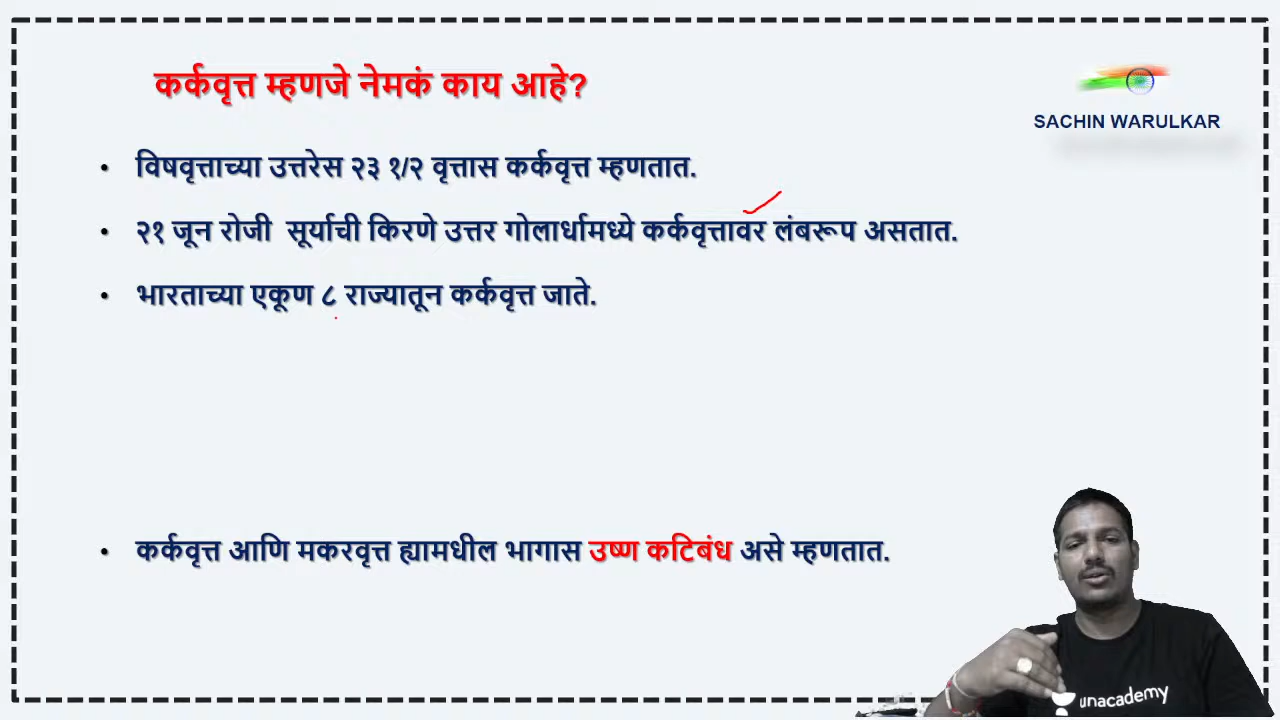 कर्कवृत्त म्हणजे नेमकं काय आहे?
SACHIN WARULKAR
• विषवृत्ताच्या उत्तरेस २३ १/२ वृत्तास कर्कवृत्त म्हणतात.
• २१ जून रोजी सूर्याची किरणे उत्तर गोलार्धामध्ये कर्कवृत्तावर लंबरूप असतात.
• भारताच्या एकूण ८ राज्यातून कर्कवृत्त जाते.
• कर्कवृत्त आणि मकरवृत्त ह्यामधील भागास उष्ण कटिबंध असे म्हणतात.
unacademy